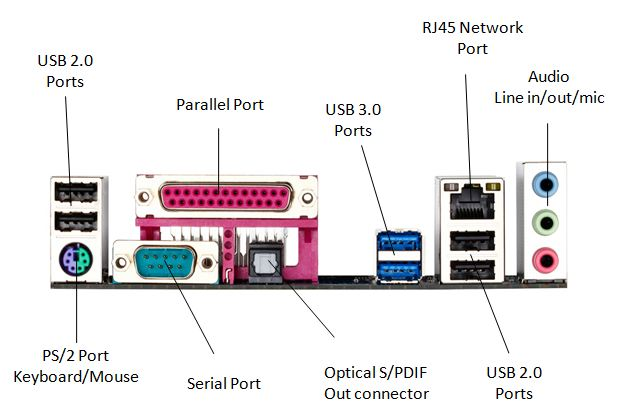 RJ45 Network
Port
USB 2.0
Ports
Audio
Line in/out/mic
Parallel Port
USB 3.0
Ports
PS/2 Port
Keyboard/Mouse
Serial Port
Optical S/PDIF
Out connector
USB 2.0
Ports